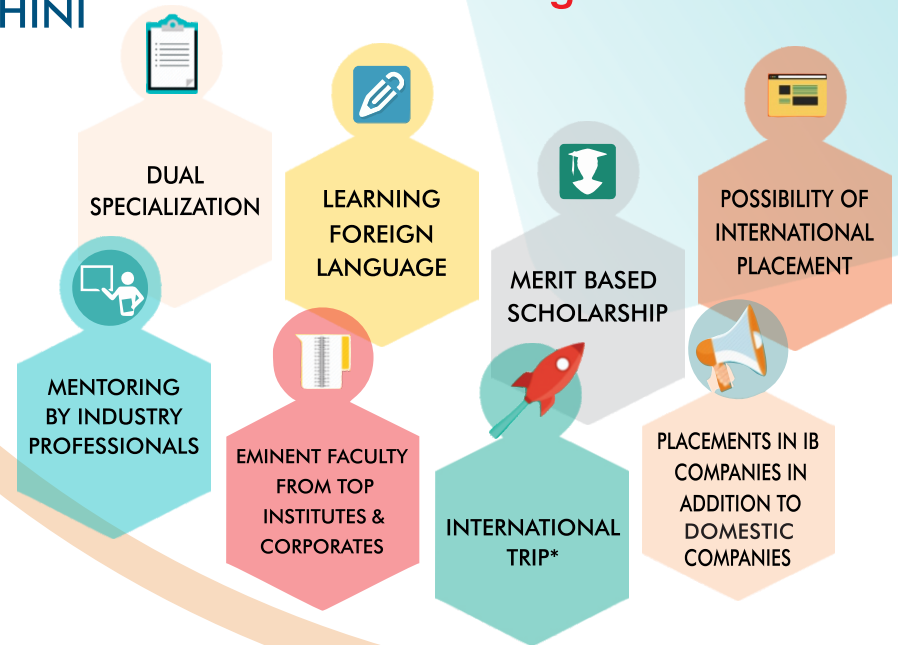 HINI
g
DUAL
SPECIALIZATION
LEARNING
FOREIGN
LANGUAGE
MERIT BASED
SCHOLARSHIP
POSSIBILITY OF
INTERNATIONAL
PLACEMENT
MENTORING
BY INDUSTRY
PROFESSIONALS
EMINENT FACULTY
FROM TOP
INSTITUTES &
CORPORATES
INTERNATIONAL
TRIP*
PLACEMENTS IN IB
COMPANIES IN
ADDITION TO
DOMESTIC
COMPANIES